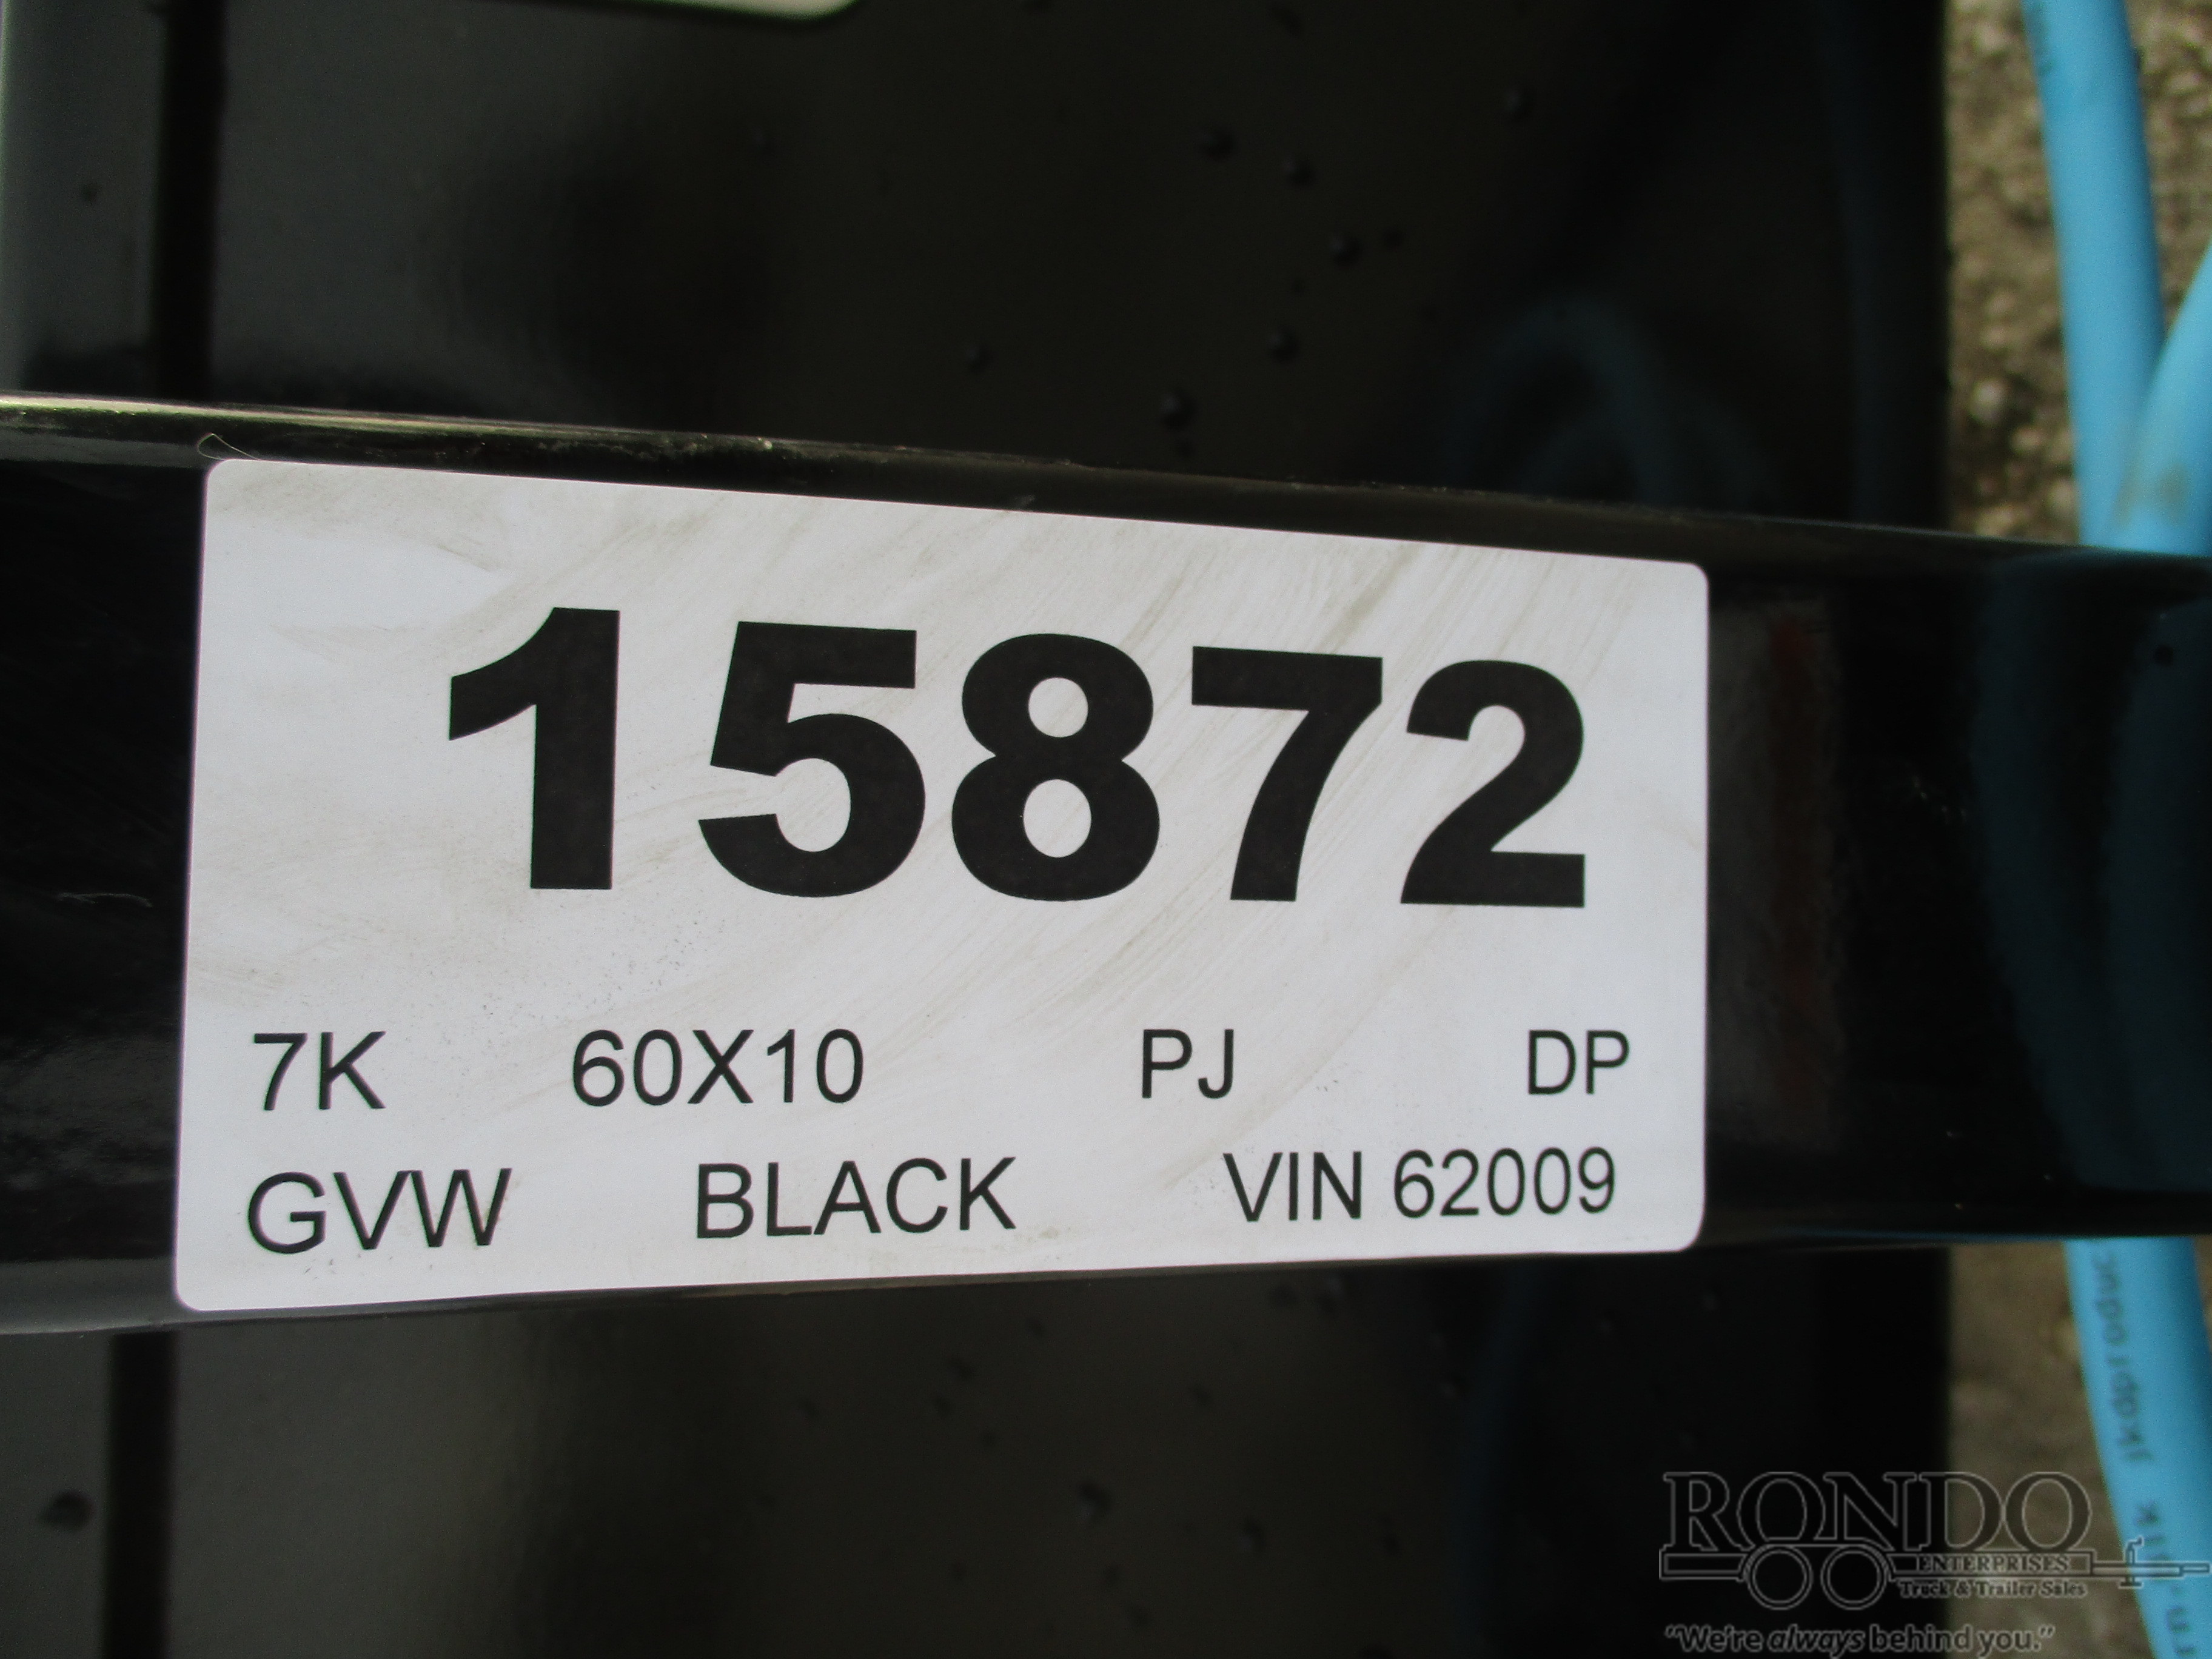 15872
7K 60X10 PJ DP
GVW BLACK VIN 62009
jkdproduc
RONDO
ENTERPRISES
Truck & Trailer Sales
"We're always behind you."